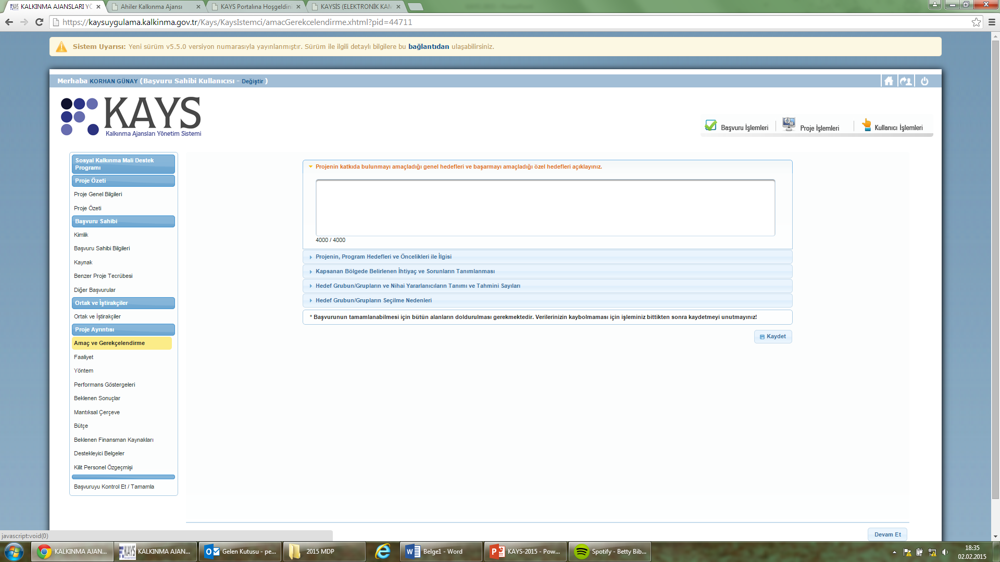 KALKINMA AJANSLARI YÖ
Ahiler Kalkınma Ajansı
KAYS Portalına Hoşgeldini
KAYSİS (ELEKTRONİK KAM
https://kaysuygulama.kalkinma.gov.tr/Kays/KaysIstemci/amacGerekcelendirme.xhtml?pid=44711
Sistem Uyarısı: Yeni sürüm v5.5.0 versiyon numarasıyla yayınlanmıştır. Sürüm ile ilgili detaylı bilgilere bu bağlantıdan ulaşabilirsiniz.
Merhaba KORHAN GÜNAY (Başvuru Sahibi Kullanıcısı - Değiştir )
KAYS
Kalkınma Ajansları Yönetim Sistemi
Başvuru İşlemleri
Proje İşlemleri
Kullanıcı İşlemleri
Sosyal Kalkınma Mali Destek
Programı
Proje Özeti
Proje Genel Bilgileri
Proje Özeti
Başvuru Sahibi
Kimlik
Başvuru Sahibi Bilgileri
Kaynak
Benzer Proje Tecrübesi
Diğer Başvurular
Ortak ve İştirakçiler
Ortak ve İştirakçiler
Proje Ayrıntısı
Amaç ve Gerekçelendirme
Faaliyet
Yöntem
Performans Göstergeleri
Beklenen Sonuçlar
Mantıksal Çerçeve
Bütçe
Beklenen Finansman Kaynakları
Destekleyici Belgeler
Kilit Personel Özgeçmişi
Başvuruyu Kontrol Et / Tamamla
Projenin katkıda bulunmayı amaçladığı genel hedefleri ve başarmayı amaçladığı özel hedefleri açıklayınız.
4000 / 4000
Projenin, Program Hedefleri ve Öncelikleri ile İlgisi
Kapsanan Bölgede Belirlenen İhtiyaç ve Sorunların Tanımlanması
Hedef Grubun/Grupların ve Nihai Yararlanıcıların Tanımı ve Tahmini Sayıları
Hedef Grubun/Grupların Seçilme Nedenleri
* Başvurunun tamamlanabilmesi için bütün alanların doldurulması gerekmektedir. Verilerinizin kaybolmaması için işleminiz bittikten sonra kaydetmeyi unutmayınız!
Kaydet
Devam Et
javascript:void(0)
KALKINMA AJAN...
KALKINMA AJAN...
Gelen Kutusu - pe...
2015 MDP
Belge1 - Word
KAYS-2015 - Pow...
Spotify - Betty Bib...
18:35
02.02.2015